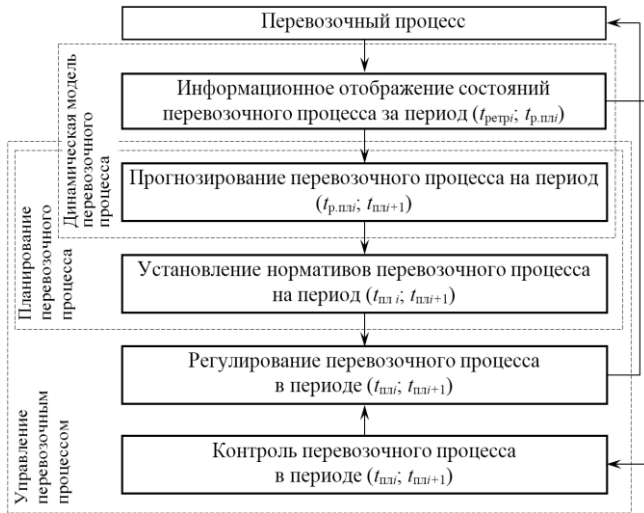 Перевозочный процесс
Информационное отображение состояний
перевозочного процесса за период (tретрi; tр.плi)
Прогнозирование перевозочного процесса на период
(tр.плi; tплi+1)
Установление нормативов перевозочного процесса
на период (tпл i; tплi+1)
Регулирование перевозочного процесса
в периоде (tплi; tплi+1)
Контроль перевозочного процесса
в периоде (tплi; tплi+1)
Динамическая модель
перевозочного
процесса
Планирование
перевозочного
процесса
Управление
перевозочным
процессом